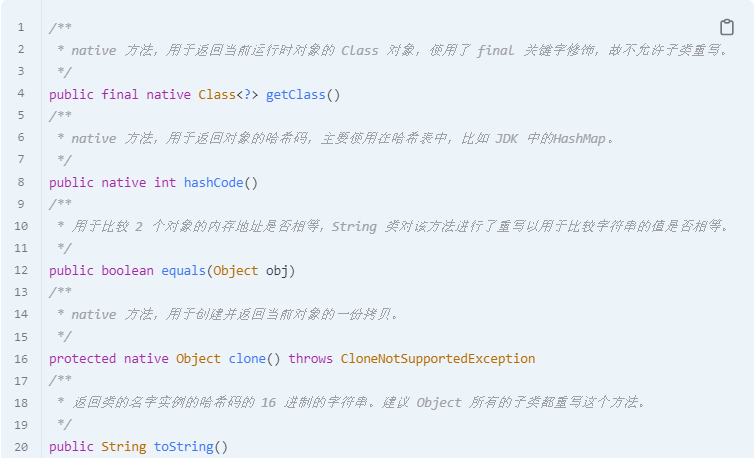 1 /**
2 * native 方法，用于返回当前运行时对象的 Class 对象，使用了 final 关键字修饰，故不允许子类重写。
3 */
4 public final native Class<?> getClass()
5 /**
6 * native 方法，用于返回对象的哈希码，主要使用在哈希表中，比如 JDK 中的HashMap。
7 */
8 public native int hashCode()
9 /**
10 * 用于比较 2 个对象的内存地址是否相等，String 类对该方法进行了重写以用于比较字符串的值是否相等。
11 */
12 public boolean equals(Object obj)
13 /**
14 * native 方法，用于创建并返回当前对象的一份拷贝。
15 */
16 protected native Object clone() throws CloneNotSupportedException
17 /**
18 * 返回类的名字实例的哈希码的 16 进制的字符串。建议 Object 所有的子类都重写这个方法。
19 */
20 public String toString()